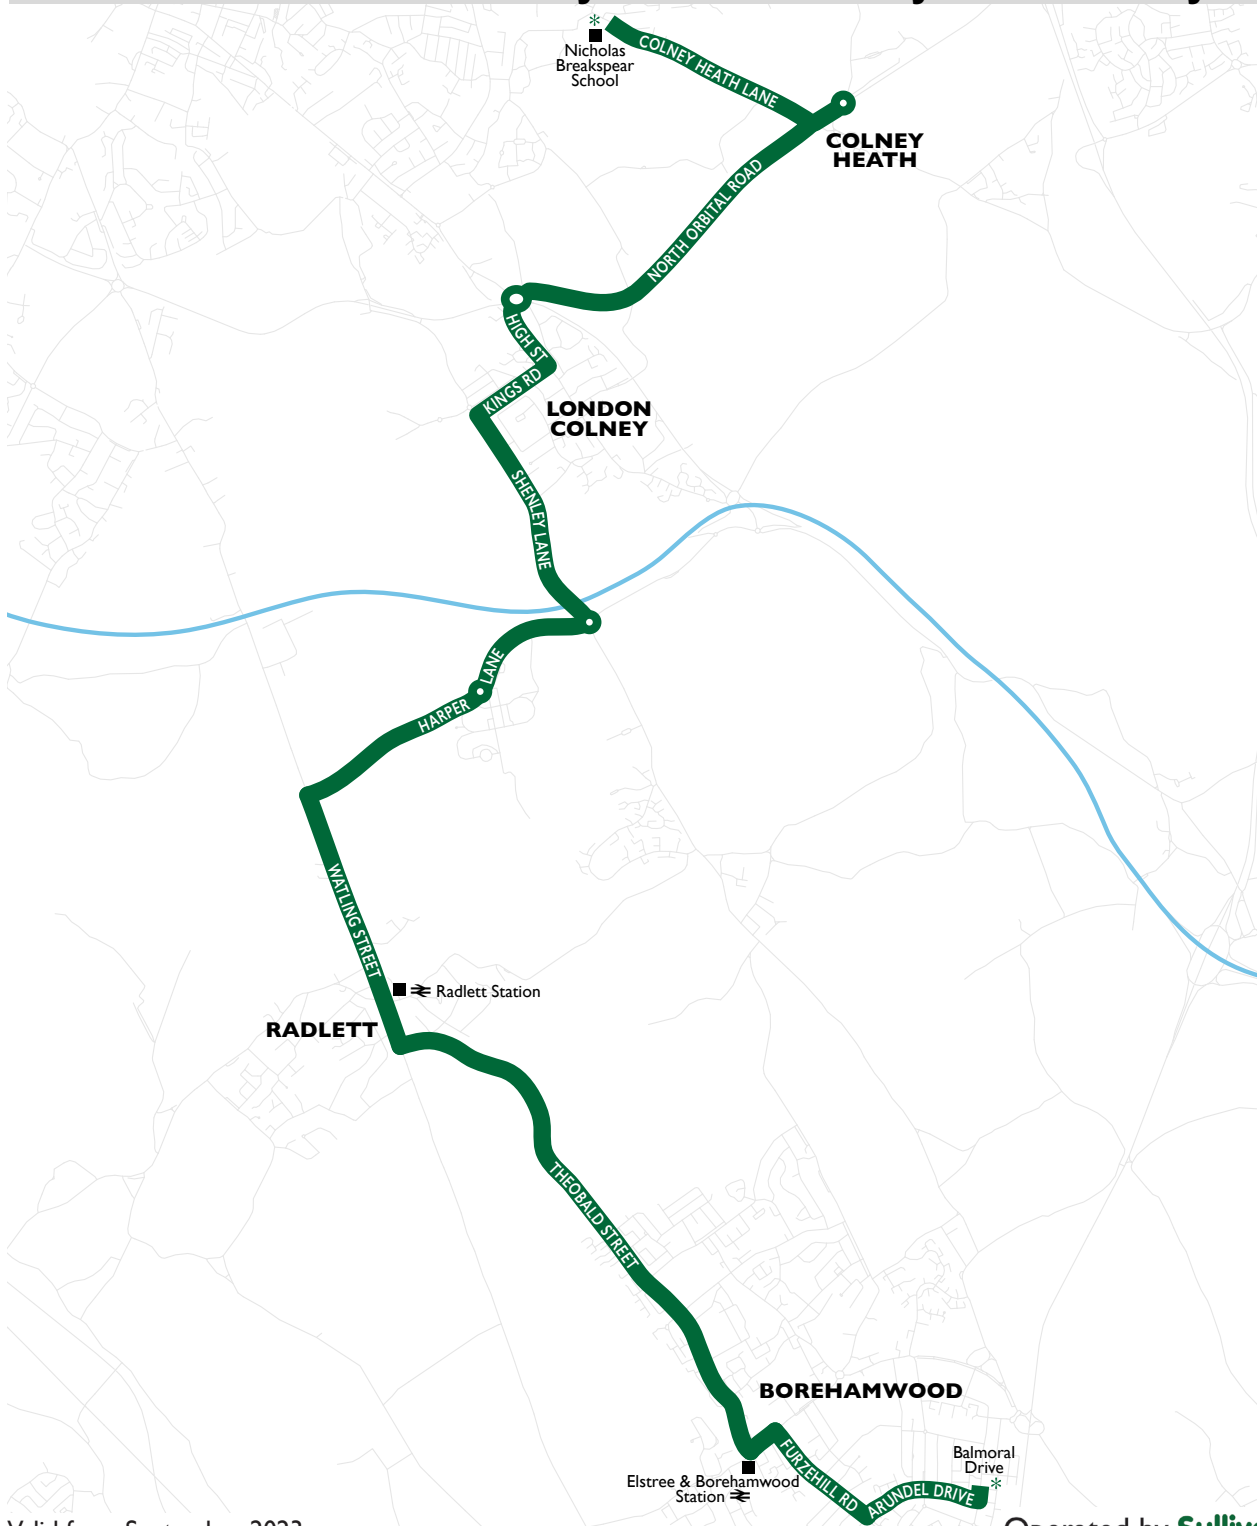 *
Nicholas
Breakspear
School
COLNEY HEATH LANE
COLNEY
HEATH
NORTH ORBITAL ROAD
HIGH ST
KINGS RD
LONDON
COLNEY
SHENLEY LANE
HARPER LANE
WATLING STREET
Radlett Station
RADLETT
THEOBALD STREET
BOREHAMWOOD
FURZEHILL RD
Balmoral
Drive
*
Elstree & Borehamwood
Station
ARUNDEL DRIVE
Operated by